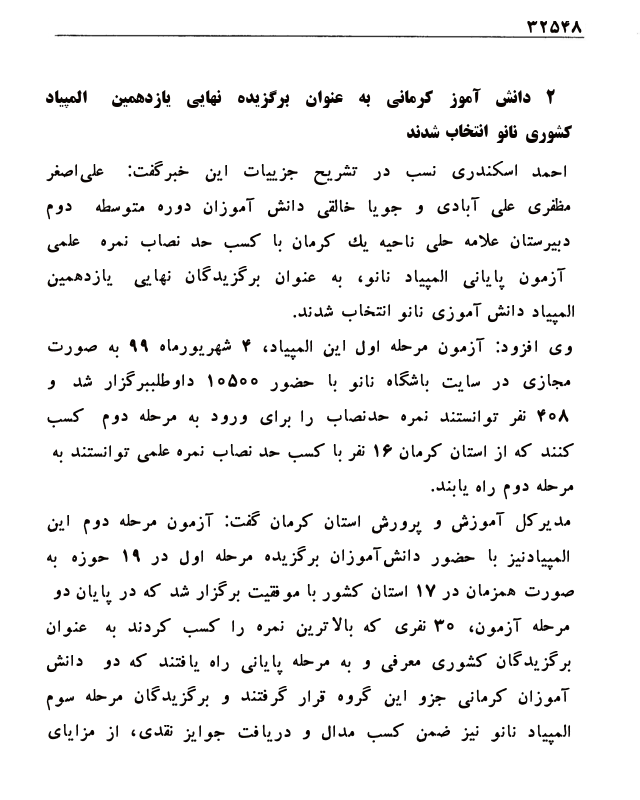 ۳۲۵۴۸
۲ دانش آموز کرمانی به عنوان برگزیده نهایی یازدهمین المپیاد
کشوری نانو انتخاب شدند
احمد اسکندری نسب در تشریح جزییات این خبرگفت: علی‌اصغر
مظفری علی آبادی و جویا خالقی دانش آموزان دوره متوسطه دوم
دبیرستان علامه حلی ناحیه یك کرمان با کسب حد نصاب نمره علمی
آزمون پایانی المپیاد نانو، به عنوان برگزیدگان نهایی یازدهمین
المپیاد دانش آموزی نانو انتخاب شدند.
وی افزود: آزمون مرحله اول این المپیاد، ۴ شهریورماه ۹۹ به صورت
مجازی در سایت باشگاه نانو با حضور ۱۰۵۰۰ داوطلببرگزار شد و
۴۰۸ نفر توانستند نمره حدنصاب را برای ورود به مرحله دوم کسب
کنند که از استان کرمان ۱۶ نفر با کسب حد نصاب نمره علمی توانستند به
مرحله دوم راه یابند.
مدیرکل آموزش و پرورش استان کرمان گفت: آزمون مرحله دوم این
المپیادنیز با حضور دانش‌آموزان برگزیده مرحله اول در ۱۹ حوزه به
صورت همزمان در ۱۷ استان کشور با موفقیت برگزار شد که در پایان دو
مرحله آزمون، ۳۰ نفری که بالاترین نمره را کسب کردند به عنوان
برگزیدگان کشوری معرفی و به مرحله پایانی راه یافتند که دو دانش
آموزان کرمانی جزو این گروه قرار گرفتند و برگزیدگان مرحله سوم
المپیاد نانو نیز ضمن کسب مدال و دریافت جوایز نقدی، از مزایای